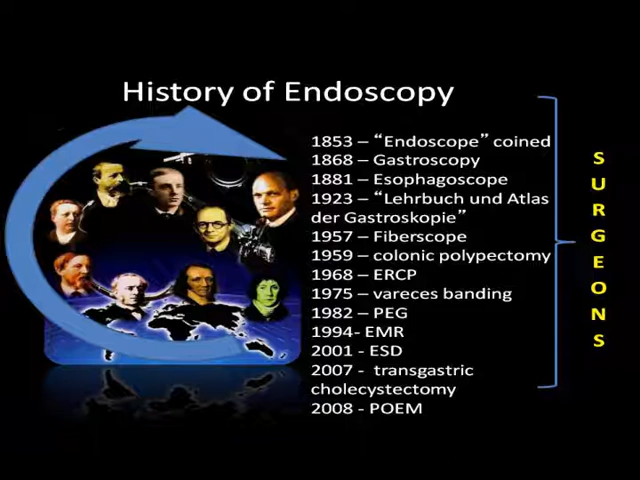 History of Endoscopy
1853 – “Endoscope” coined
1868 – Gastroscopy
1881 – Esophagoscope
1923 – “Lehrbuch und Atlas
der Gastroskopie”
1957 – Fiberscope
1959 – colonic polypectomy
1968 – ERCP
1975 – vareces banding
1982 – PEG
1994- EMR
2001 - ESD
2007 - transgastric
cholecystectomy
2008 - POEM
S
U
R
G
E
O
N
S